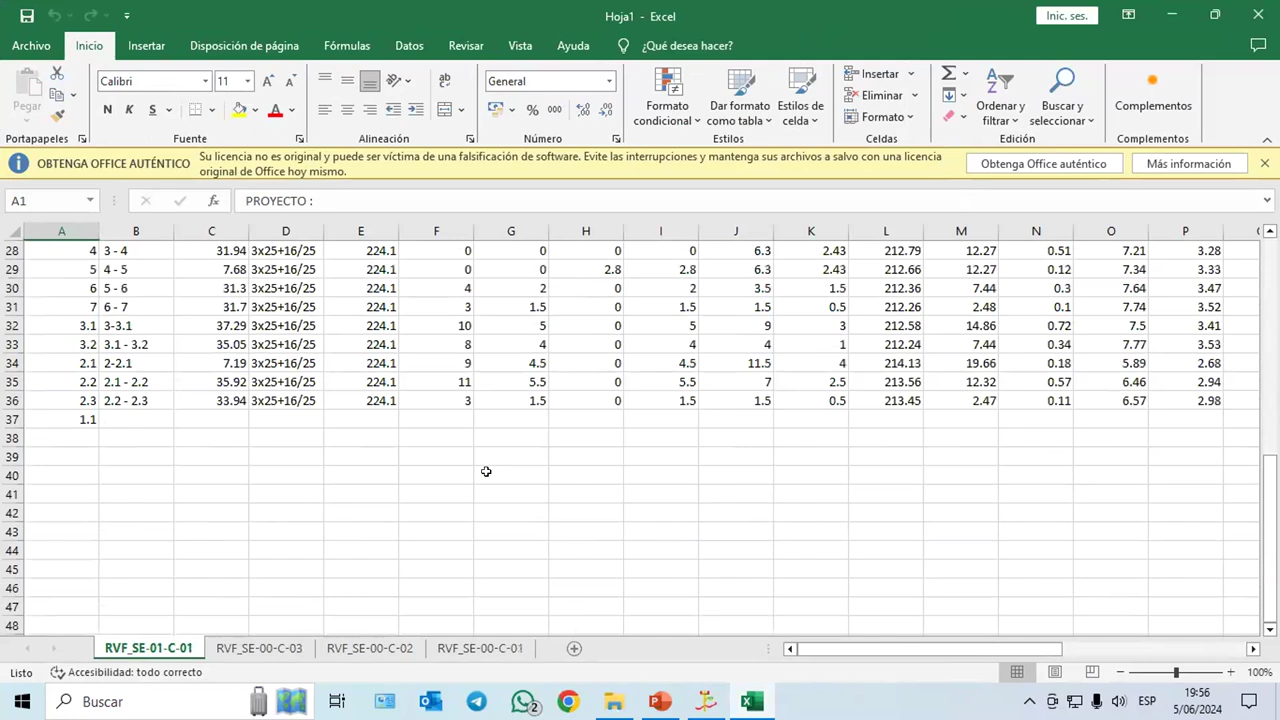 Hoja1 - Excel
Inic. ses.
Archivo Inicio Insertar Disposición de página Fórmulas Datos Revisar Vista Ayuda ¿Qué desea hacer?
Pegar
Calibri 11
N K S
General
% 000
Formato condicional
Dar formato como tabla
Estilos de celda
Insertar
Eliminar
Formato
Ordenar y filtrar
Buscar y seleccionar
Complementos
Portapapeles Fuente Alineación Número Estilos Celdas Edición Complementos
OBTENGA OFFICE AUTÉNTICO Su licencia no es original y puede ser víctima de una falsificación de software. Evite las interrupciones y mantenga sus archivos a salvo con una licencia
original de Office hoy mismo.
Obtenga Office auténtico Más información
A1 PROYECTO :
A B C D E F G H I J K L M N O P
28 4 3 - 4 31.94 3x25+16/25 224.1 0 0 0 0 6.3 2.43 212.79 12.27 0.51 7.21 3.28
29 5 4 - 5 7.68 3x25+16/25 224.1 0 0 2.8 2.8 6.3 2.43 212.66 12.27 0.12 7.34 3.33
30 6 5 - 6 31.3 3x25+16/25 224.1 4 2 0 2 3.5 1.5 212.36 7.44 0.3 7.64 3.47
31 7 6 - 7 31.7 3x25+16/25 224.1 3 1.5 0 1.5 1.5 0.5 212.26 2.48 0.1 7.74 3.52
32 3.1 3-3.1 37.29 3x25+16/25 224.1 10 5 0 5 9 3 212.58 14.86 0.72 7.5 3.41
33 3.2 3.1 - 3.2 35.05 3x25+16/25 224.1 8 4 0 4 4 1 212.24 7.44 0.34 7.77 3.53
34 2.1 2-2.1 7.19 3x25+16/25 224.1 9 4.5 0 4.5 11.5 4 214.13 19.66 0.18 5.89 2.68
35 2.2 2.1 - 2.2 35.92 3x25+16/25 224.1 11 5.5 0 5.5 7 2.5 213.56 12.32 0.57 6.46 2.94
36 2.3 2.2 - 2.3 33.94 3x25+16/25 224.1 3 1.5 0 1.5 1.5 0.5 213.45 2.47 0.11 6.57 2.98
37 1.1
38
39
40
41
42
43
44
45
46
47
48
RVF_SE-01-C-01 RVF_SE-00-C-03 RVF_SE-00-C-02 RVF_SE-00-C-01
Listo Accesibilidad: todo correcto 100%
Buscar
2
ESP
19:56
5/06/2024